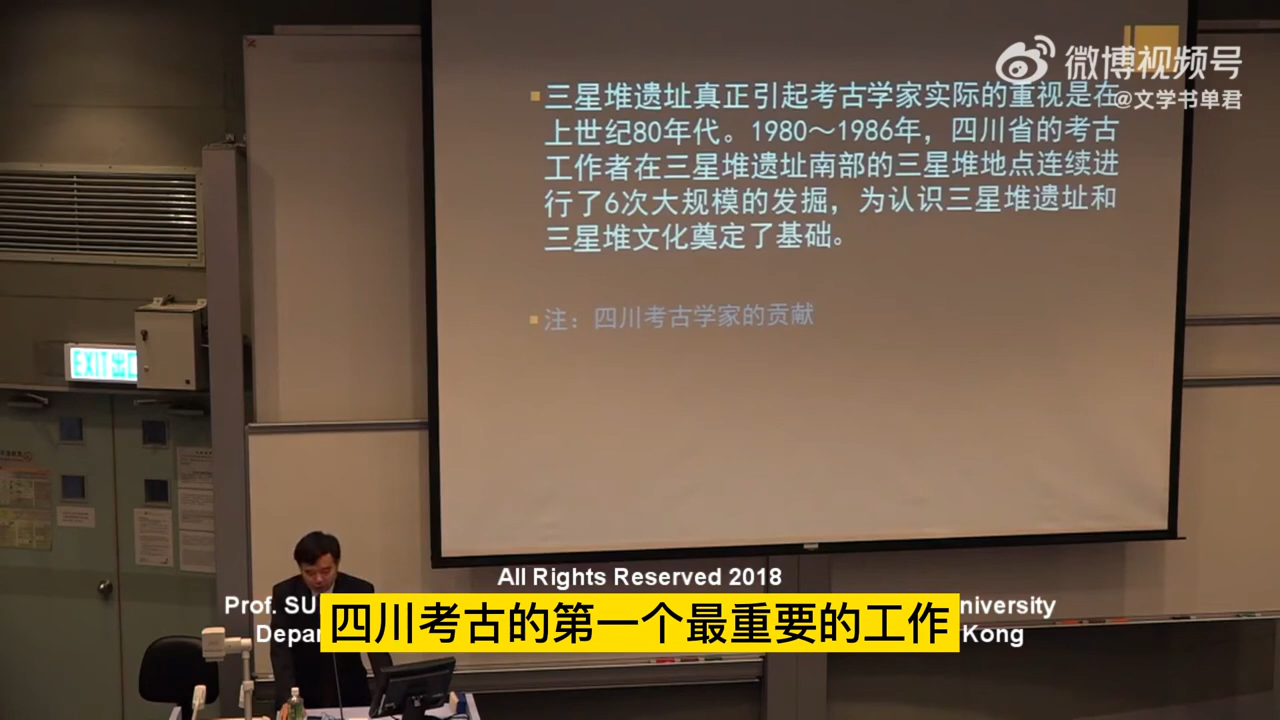 微博视频号
@文学书单君
三星堆遗址真正引起考古学家实际的重视是在
上世纪80年代。1980～1986年，四川省的考古
工作者在三星堆遗址南部的三星堆地点连续进
行了6次大规模的发掘，为认识三星堆遗址和
三星堆文化奠定了基础。
注：四川考古学家的贡献
EXIT 出口
All Rights Reserved 2018
Prof. SU
niversity
Depar
Kong
四川考古的第一个最重要的工作